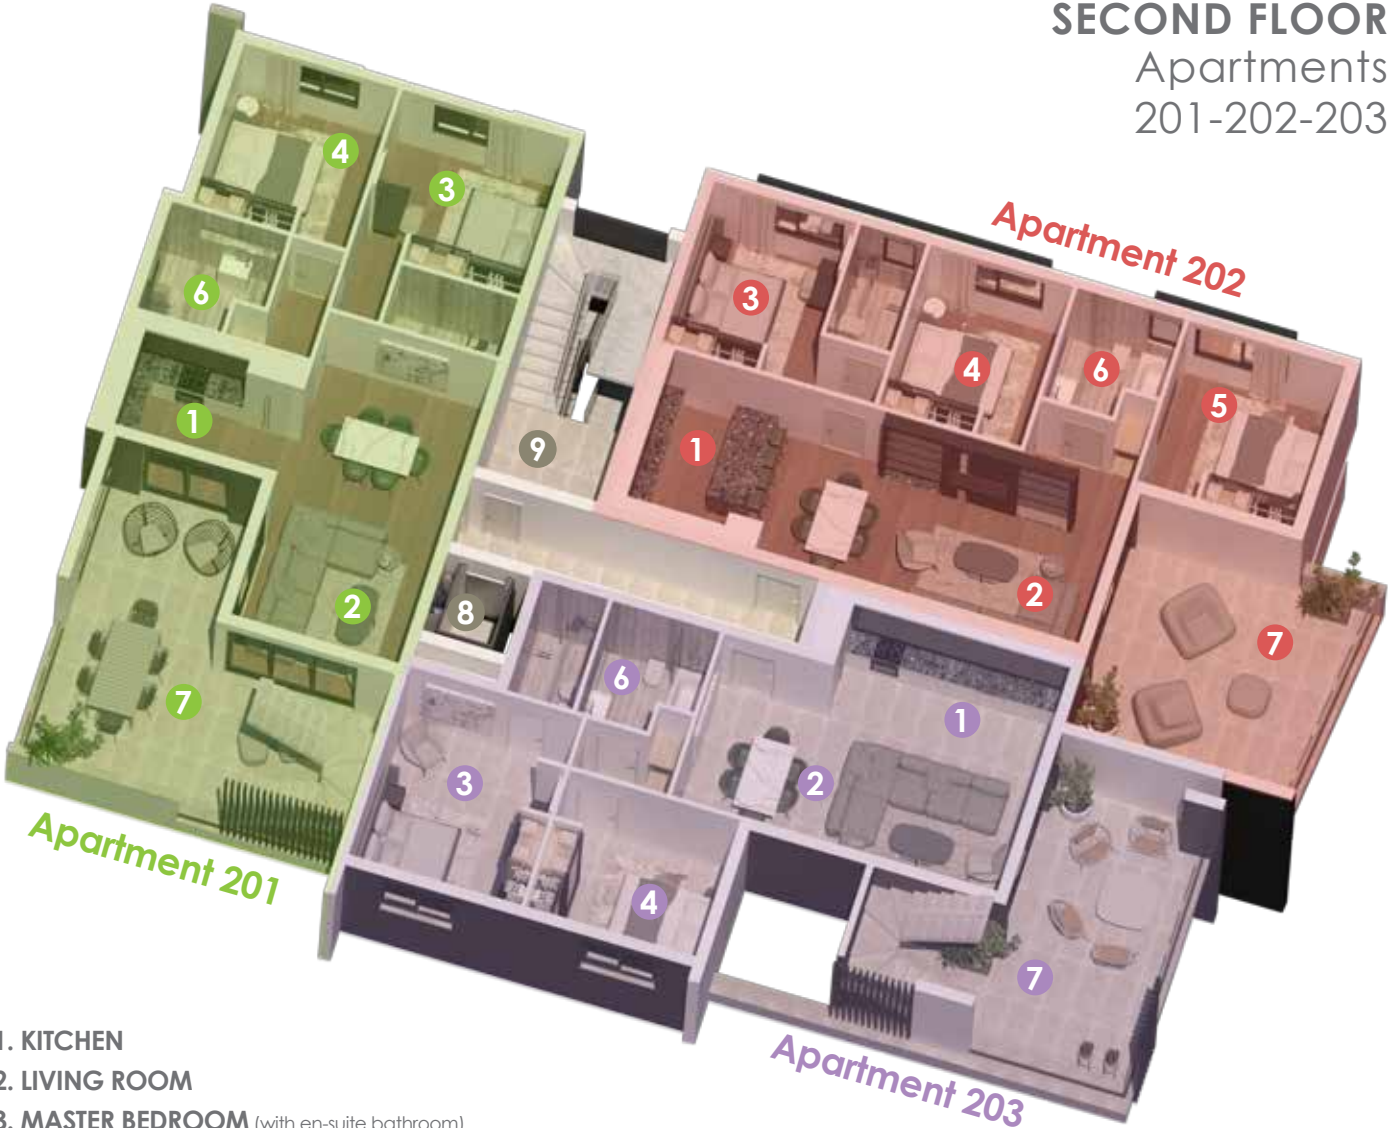 SECOND FLOOR
Apartments
201-202-203
4
3
6
1
2
7
Apartment 201
Apartment 202
3
4
6
5
1
2
7
9
8
6
1
2
3
4
7
Apartment 203
1. KITCHEN
2. LIVING ROOM
3. MASTER BEDROOM (with en-suite bathroom)